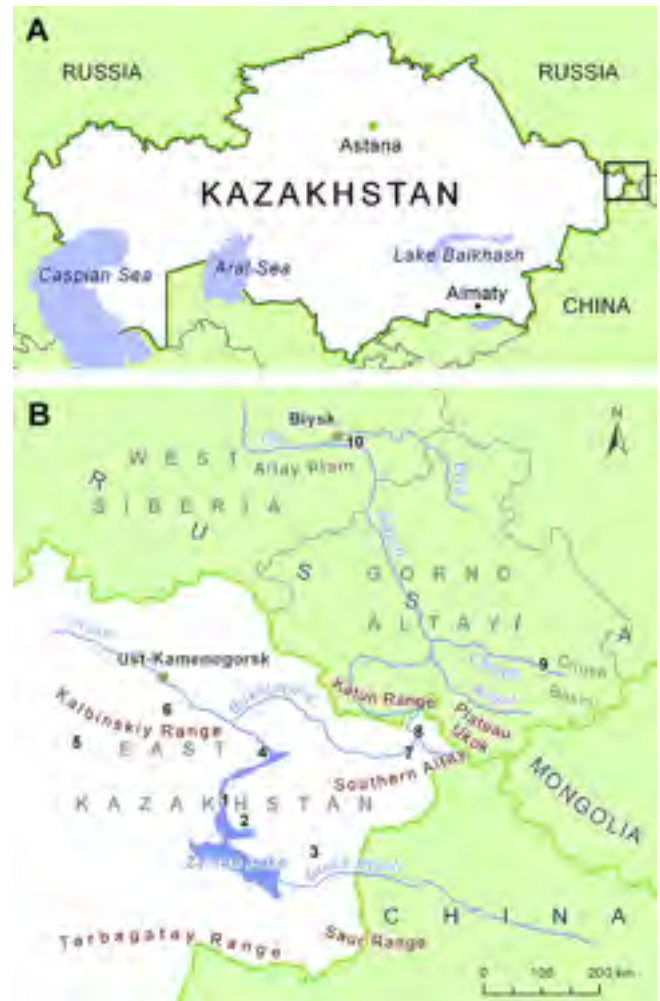 A
RUSSIA
RUSSIA
Astana
KAZAKHSTAN
Caspian Sea
Aral Sea
Lake Balkhash
Almaty
CHINA
B
N
Biysk
10
WEST
Altay Plain
SIBERIA
RUSSIA
GORNO
ALTAY
9
Chuya
Basin
Ust-Kamenogorsk
6
Kalbinskiy Range
5
EAST
4
Katun Range
Plateau
Ukok
8
7
Southern Altay
KAZAKHSTAN
1
2
3
MONGOLIA
CHINA
Tarbagatay Range
Saur Range
0 100 200 km